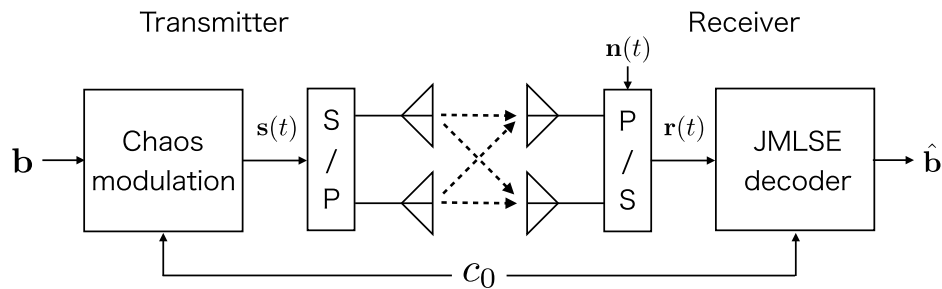 Transmitter
Receiver
n(t)
b
Chaos
modulation
s(t)
S
/
P
P
/
S
r(t)
JMLSE
decoder
b̂
c₀